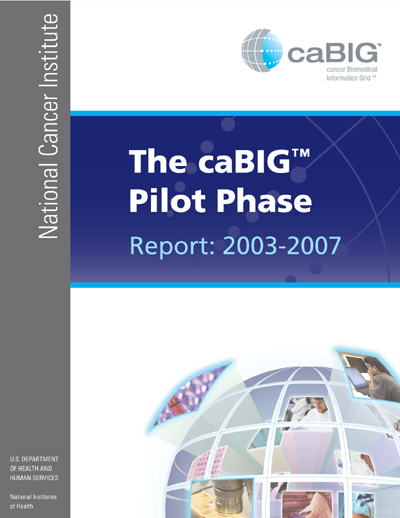 National Cancer Institute
caBIG™
cancer Biomedical
Informatics Grid™
The caBIG™
Pilot Phase
Report: 2003-2007
U.S. DEPARTMENT
OF HEALTH AND
HUMAN SERVICES
National Institutes
of Health